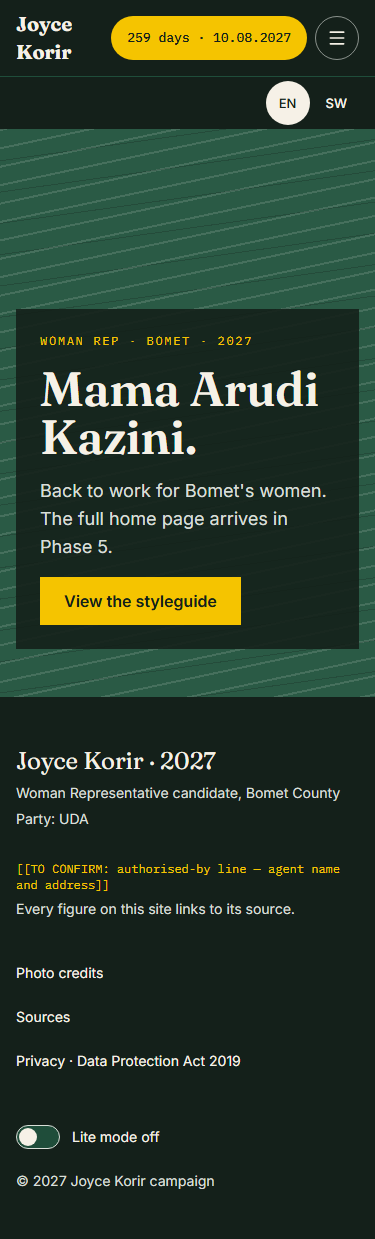 Joyce
Korir
259 days · 10.08.2027
EN
SW
WOMAN REP · BOMET · 2027
Mama Arudi
Kazini.
Back to work for Bomet's women.
The full home page arrives in
Phase 5.
View the styleguide
Joyce Korir · 2027
Woman Representative candidate, Bomet County
Party: UDA
[[TO CONFIRM: authorised-by line — agent name
and address]]
Every figure on this site links to its source.
Photo credits
Sources
Privacy · Data Protection Act 2019
Lite mode off
© 2027 Joyce Korir campaign